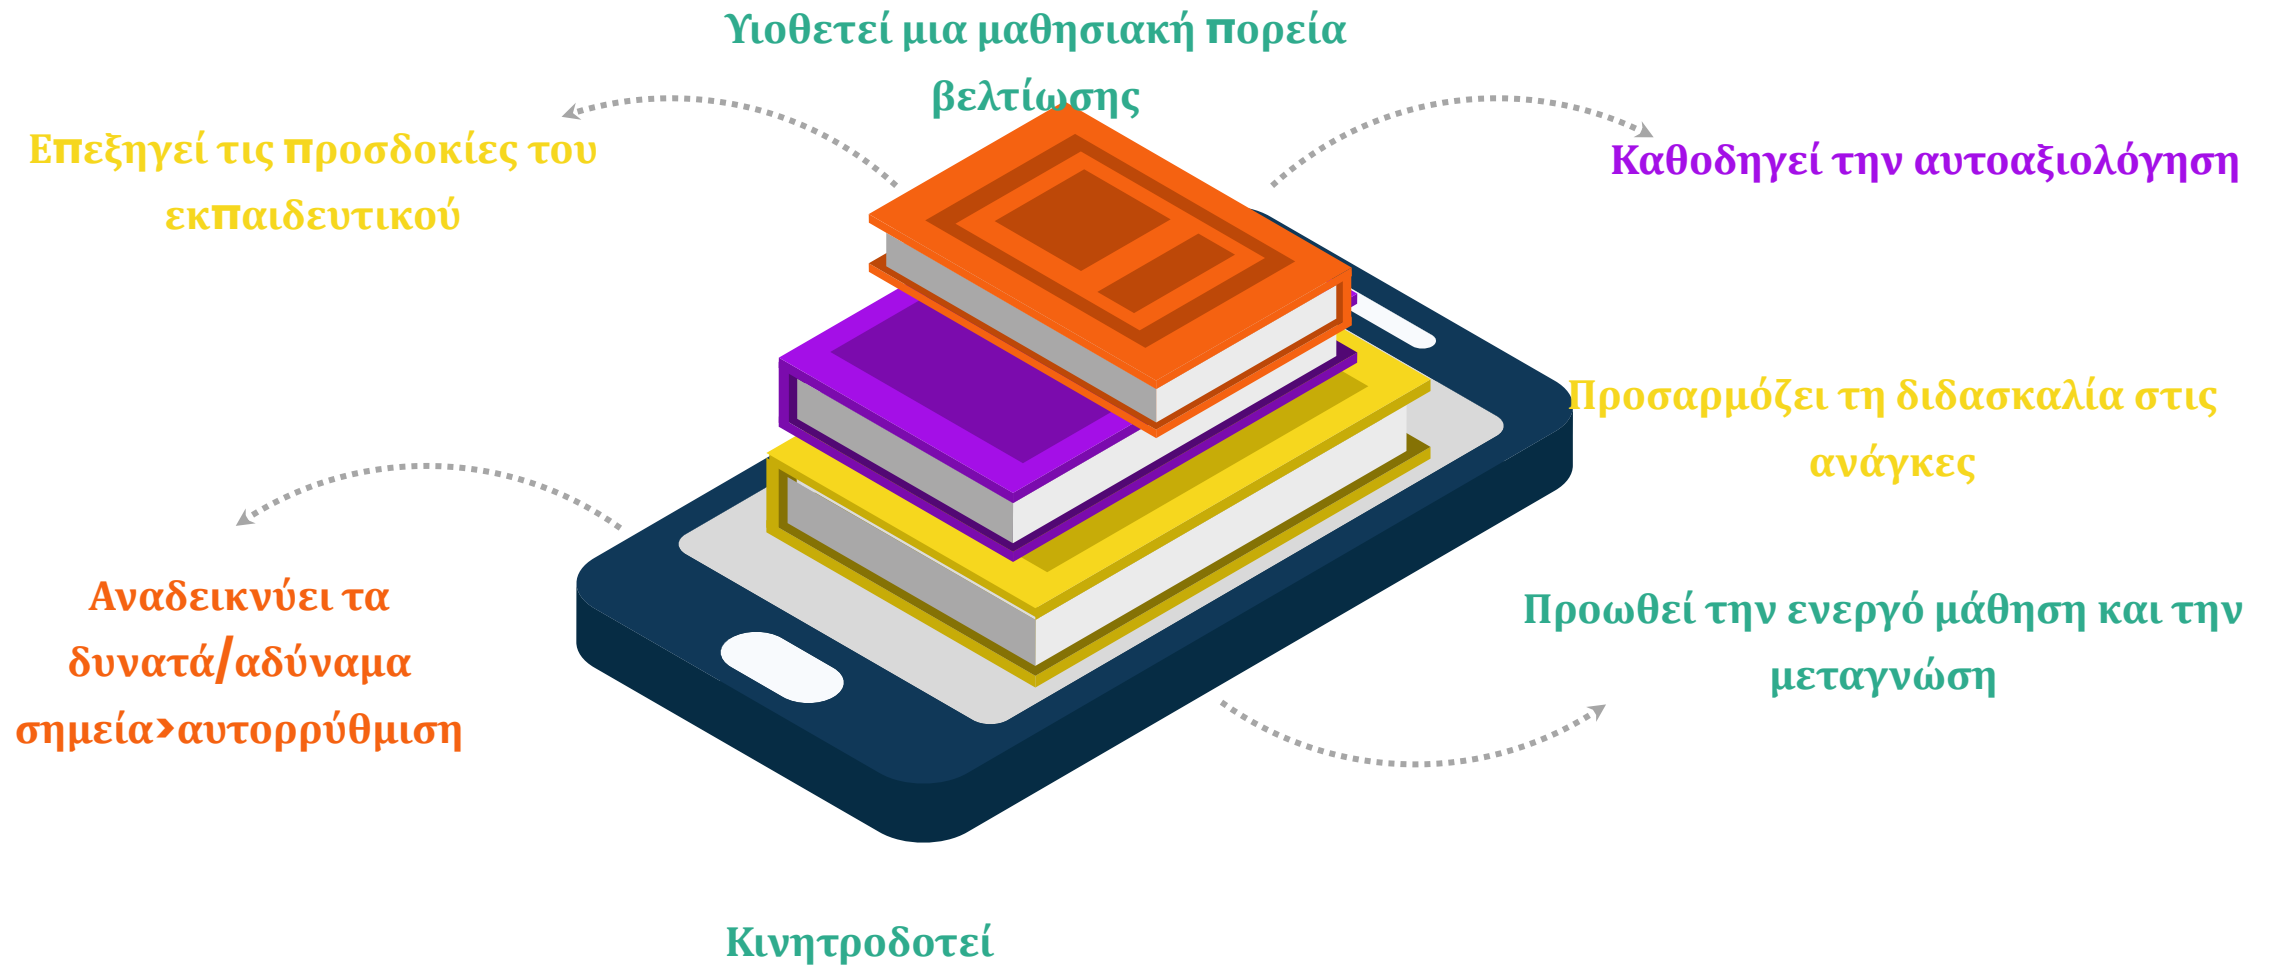 Υιοθετεί μια μαθησιακή πορεία
βελτίωσης
Επεξηγεί τις προσδοκίες του
εκπαιδευτικού
Καθοδηγεί την αυτοαξιολόγηση
Προσαρμόζει τη διδασκαλία στις
ανάγκες
Αναδεικνύει τα
δυνατά/αδύναμα
σημεία>αυτορρύθμιση
Προωθεί την ενεργό μάθηση και την
μεταγνώση
Κινητροδοτεί